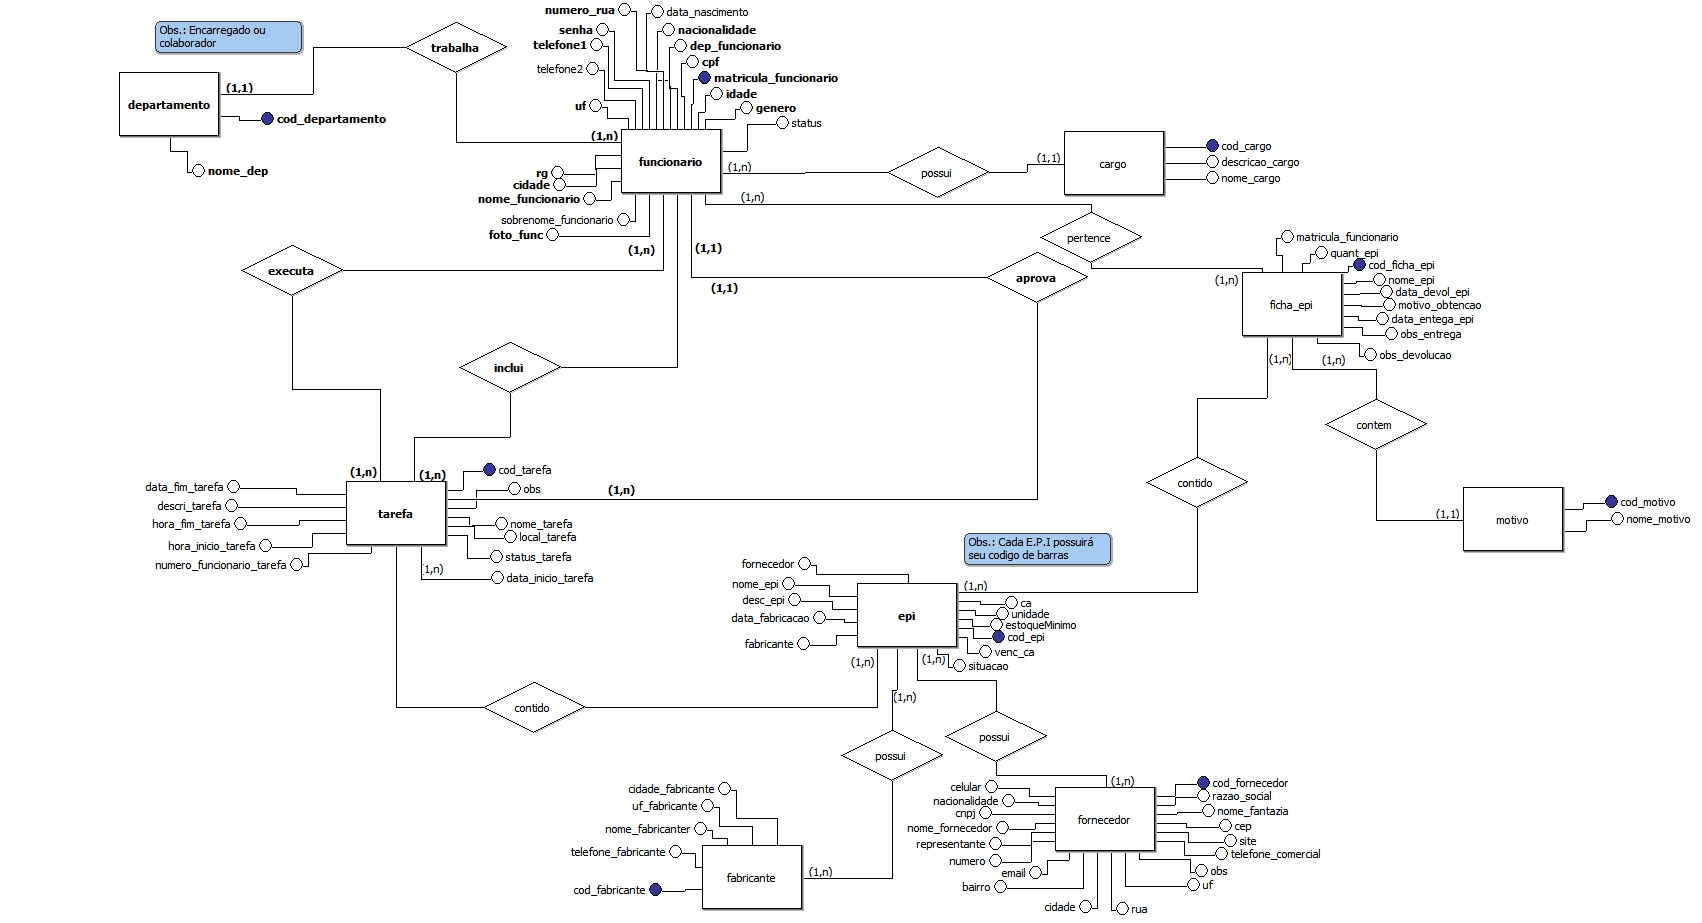 numero_rua
data_nascimento
Obs.: Encarregado ou
colaborador
senha
nacionalidade
telefone1
dep_funcionario
trabalha
cpf
telefone2
matricula_funcionario
(1,1)
idade
departamento
uf
genero
cod_departamento
status
(1,n)
funcionario
(1,n)
possui
(1,1)
cargo
cod_cargo
descricao_cargo
nome_cargo
nome_dep
rg
cidade
nome_funcionario
(1,n)
sobrenome_funcionario
foto_func
(1,n)
(1,1)
pertence
matricula_funcionario
quant_epi
cod_ficha_epi
executa
aprova
(1,n)
nome_epi
(1,1)
data_devol_epi
ficha_epi
motivo_obtencao
data_entega_epi
obs_entrega
obs_devolucao
(1,n)
(1,n)
inclui
contem
(1,n)
(1,n)
cod_tarefa
data_fim_tarefa
obs
(1,n)
contido
descri_tarefa
tarefa
hora_fim_tarefa
nome_tarefa
local_tarefa
hora_inicio_tarefa
status_tarefa
numero_funcionario_tarefa
1,n)
data_inicio_tarefa
(1,1)
motivo
cod_motivo
nome_motivo
Obs.: Cada E.P.I possuirá
seu codigo de barras
fornecedor
nome_epi
(1,n)
desc_epi
ca
data_fabricacao
epi
unidade
estoqueMinimo
fabricante
cod_epi
venc_ca
(1,n)
(1,n)
situacao
(1,n)
contido
possui
possui
cidade_fabricante
(1,n)
cod_fornecedor
uf_fabricante
celular
razao_social
nacionalidade
nome_fantazia
nome_fabricanter
cnpj
fornecedor
cep
nome_fornecedor
site
telefone_fabricante
representante
telefone_comercial
numero
fabricante
(1,n)
email
obs
cod_fabricante
bairro
uf
cidade
rua